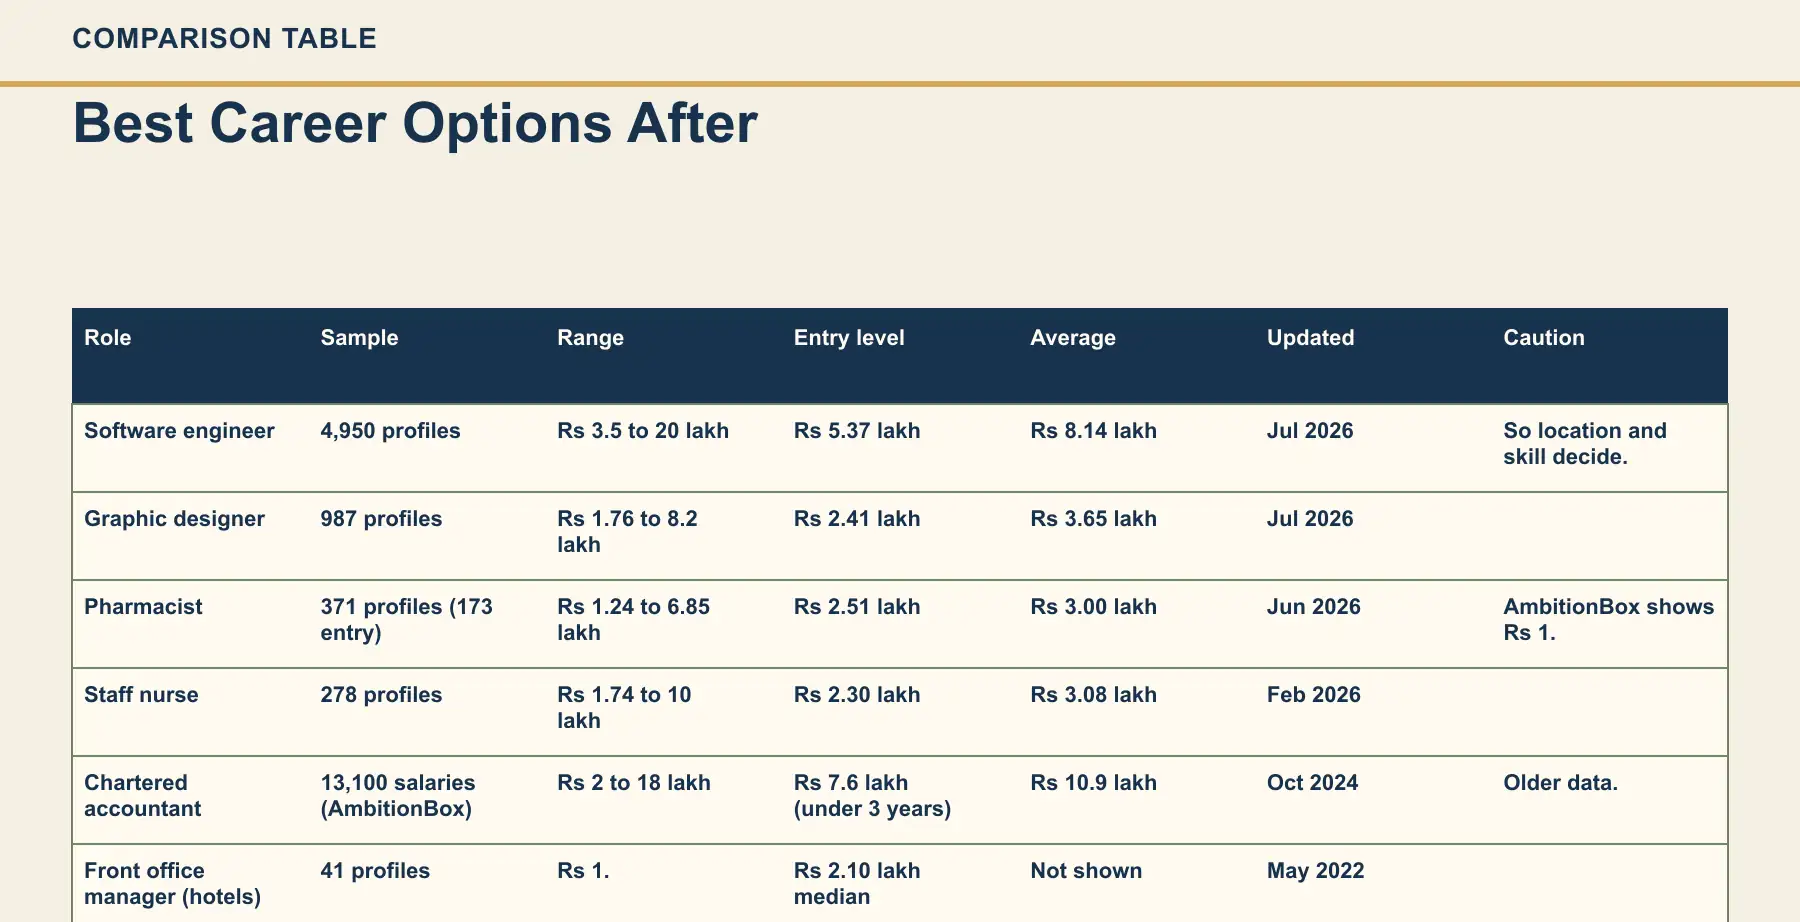 COMPARISON TABLE
Best Career Options After
Role Sample Range Entry level Average Updated Caution
Software engineer 4,950 profiles Rs 3.5 to 20 lakh Rs 5.37 lakh Rs 8.14 lakh Jul 2026 So location and
skill decide.
Graphic designer 987 profiles Rs 1.76 to 8.2 Rs 2.41 lakh Rs 3.65 lakh Jul 2026
lakh
Pharmacist 371 profiles (173 Rs 1.24 to 6.85 Rs 2.51 lakh Rs 3.00 lakh Jun 2026 AmbitionBox shows
entry) lakh Rs 1.
Staff nurse 278 profiles Rs 1.74 to 10 Rs 2.30 lakh Rs 3.08 lakh Feb 2026
lakh
Chartered 13,100 salaries Rs 2 to 18 lakh Rs 7.6 lakh Rs 10.9 lakh Oct 2024 Older data.
accountant (AmbitionBox) (under 3 years)
Front office 41 profiles Rs 1. Rs 2.10 lakh Not shown May 2022
manager (hotels) median